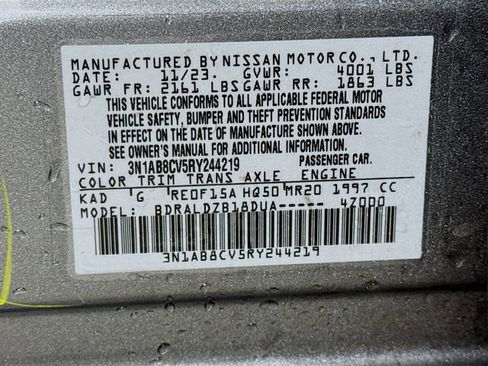 MANUFACTURED BY NISSAN MOTOR CO., LTD.
DATE: 11/23. GVWR: 4001 LBS
GAWR FR: 2161 LBS GAWR RR: 1863 LBS
THIS VEHICLE CONFORMS TO ALL APPLICABLE FEDERAL MOTOR
VEHICLE SAFETY, BUMPER AND THEFT PREVENTION STANDARDS
IN EFFECT ON THE DATE OF MANUFACTURE SHOWN ABOVE.
SEE OWNER'S MANUAL FOR ADDITIONAL INFORMATION.
VIN: 3N1AB8CV5RY244219 PASSENGER CAR.
COLOR TRIM TRANS AXLE ENGINE
KAD G RE0F15A HQ50 MR20 1997 CC
MODEL: BDRALDZB18DUA----- 4Z000
3N1AB8CV5RY244219